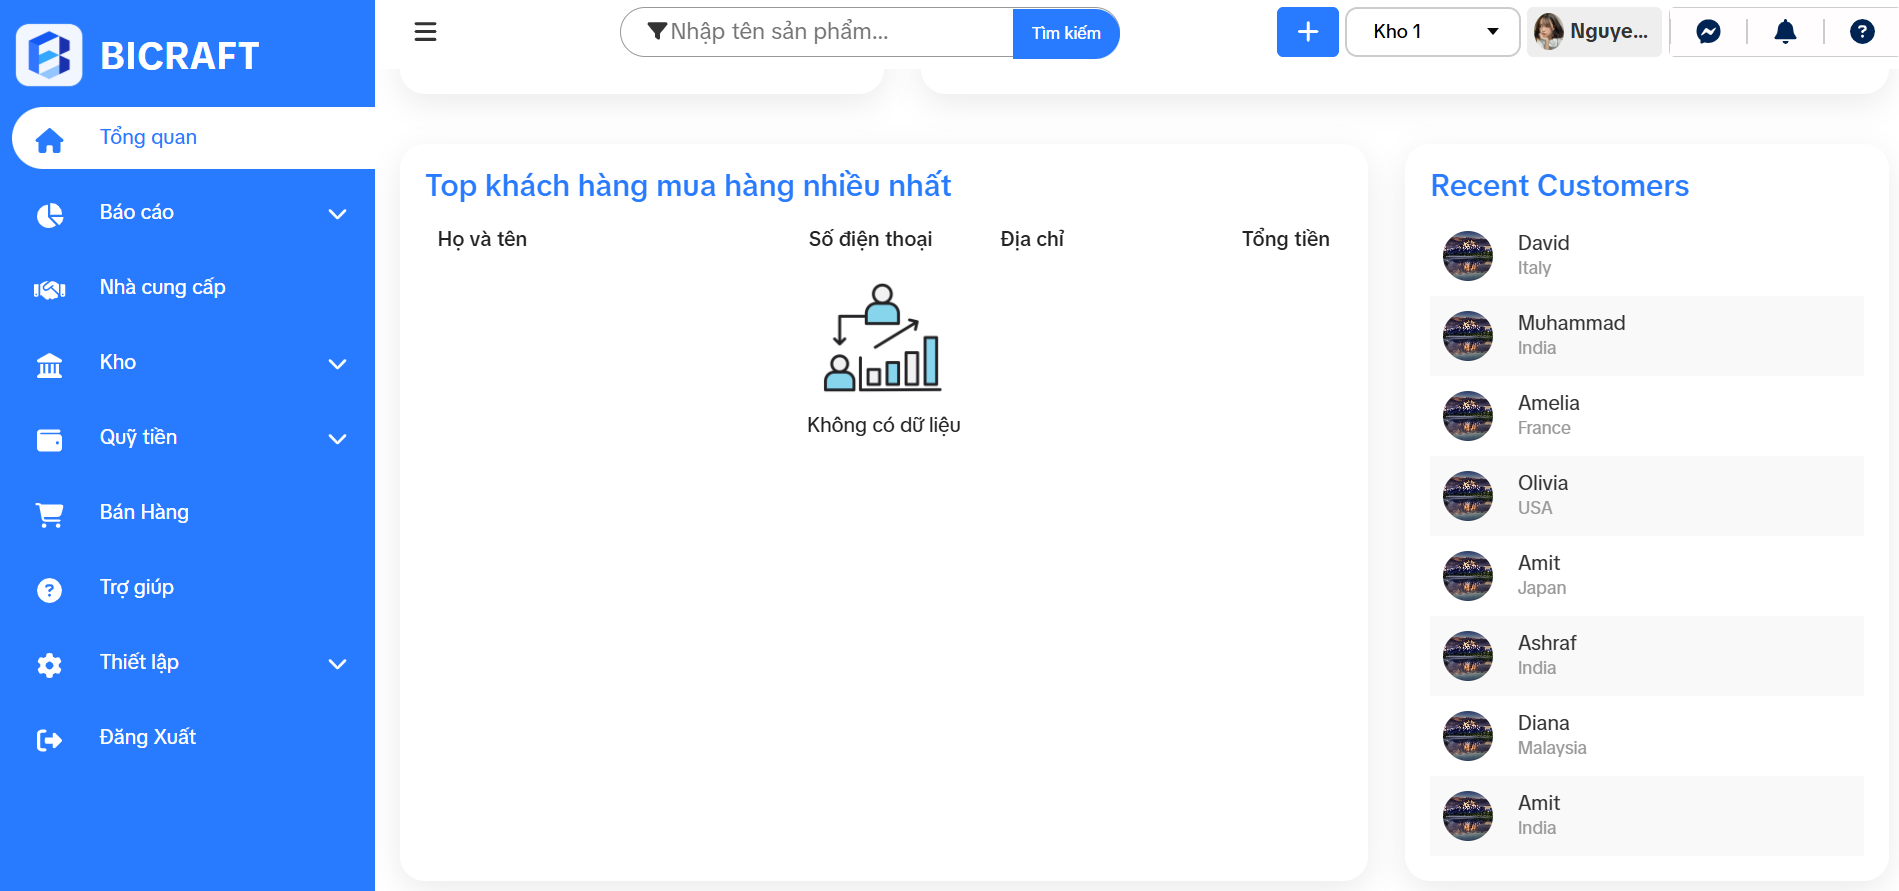 BICRAFT
Tổng quan
Báo cáo
Nhà cung cấp
Kho
Quỹ tiền
Bán Hàng
Trợ giúp
Thiết lập
Đăng Xuất
Nhập tên sản phẩm...
Tìm kiếm
Kho 1
Nguye...
Top khách hàng mua hàng nhiều nhất
Họ và tên Số điện thoại Địa chỉ Tổng tiền
Không có dữ liệu
Recent Customers
David
Italy
Muhammad
India
Amelia
France
Olivia
USA
Amit
Japan
Ashraf
India
Diana
Malaysia
Amit
India